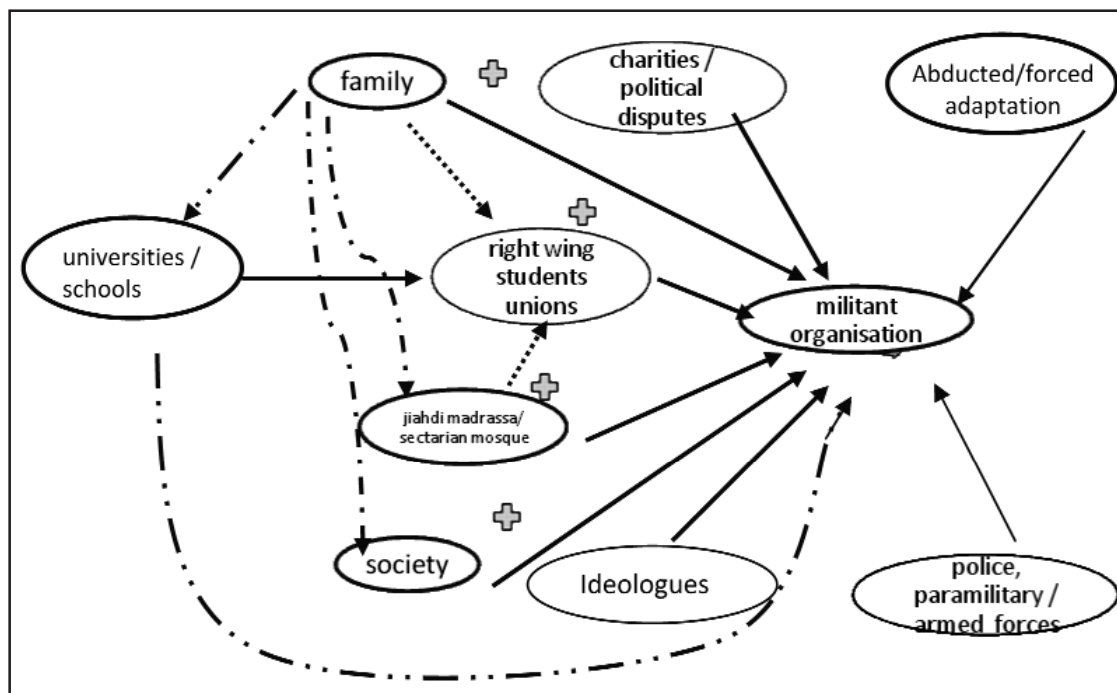 family
charities /
political
disputes
Abducted/forced
adaptation
universities /
schools
right wing
students
unions
militant
organisation
jiahdi madrassa/
sectarian mosque
society
Ideologues
police,
paramilitary /
armed forces